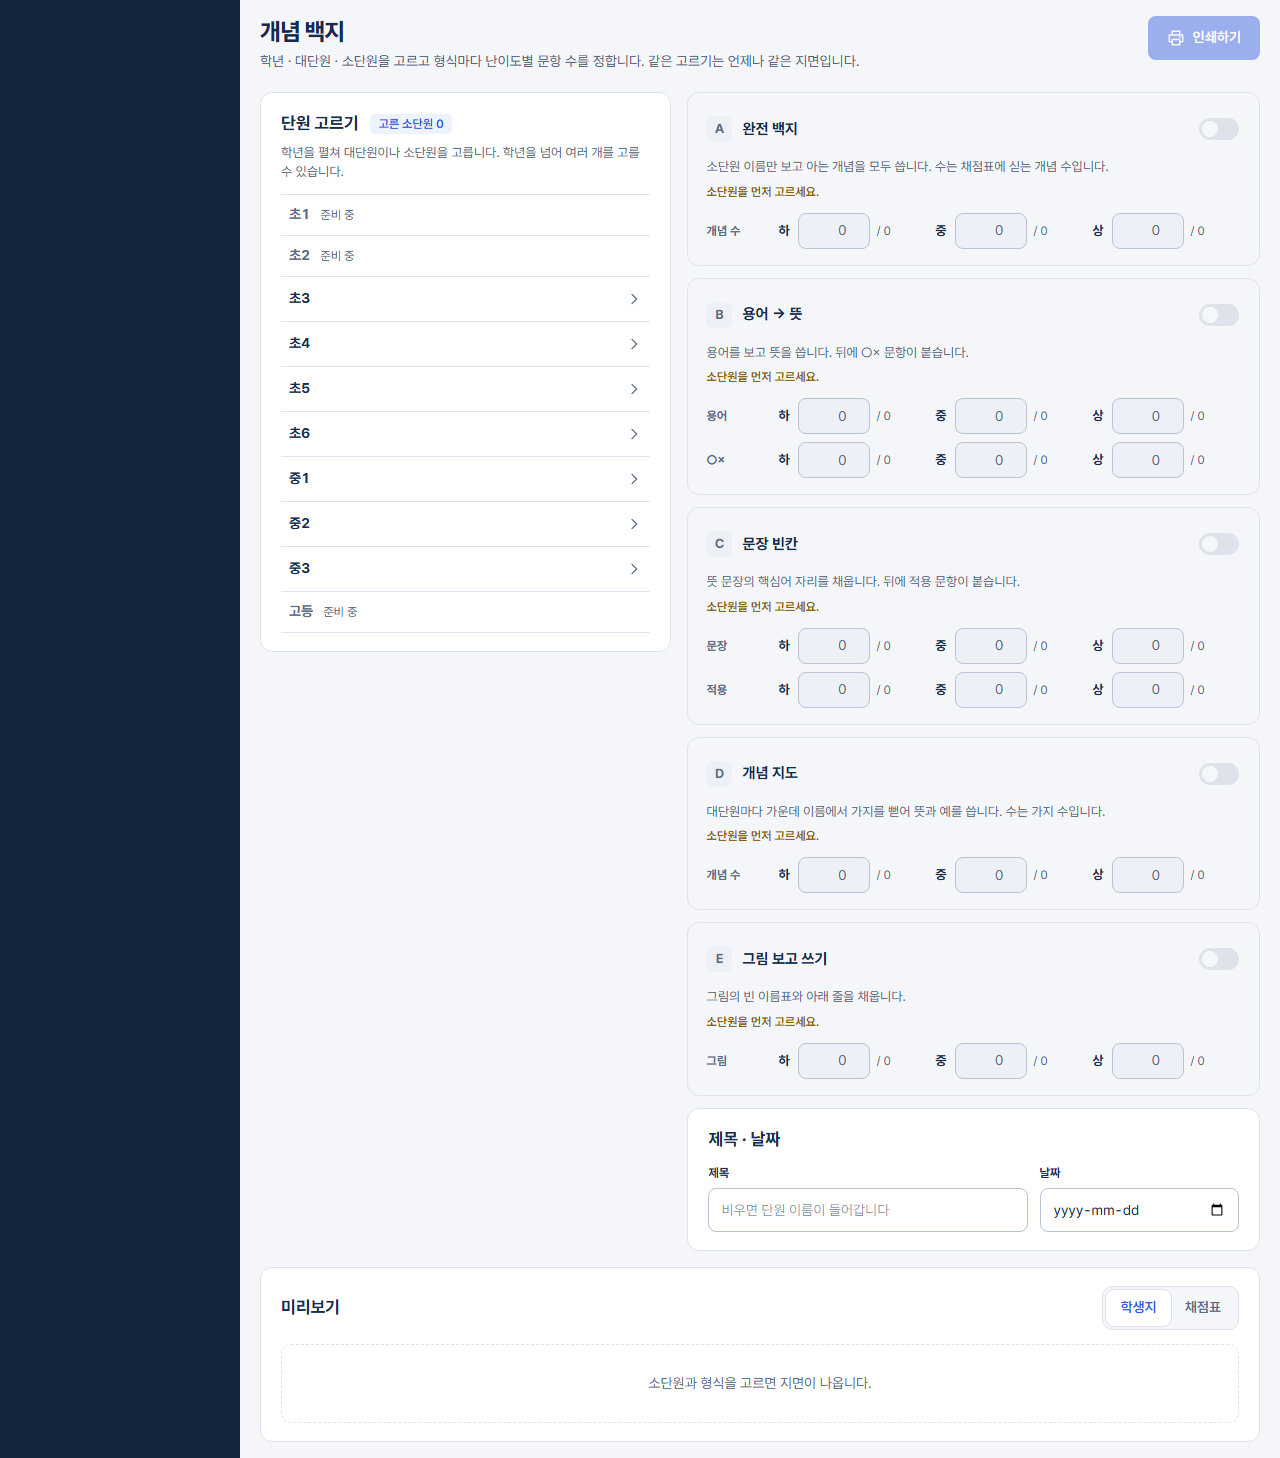 개념 백지
인쇄하기
학년 · 대단원 · 소단원을 고르고 형식마다 난이도별 문항 수를 정합니다. 같은 고르기는 언제나 같은 지면입니다.
단원 고르기 고른 소단원 0
학년을 펼쳐 대단원이나 소단원을 고릅니다. 학년을 넘어 여러 개를 고를
수 있습니다.
초1 준비 중
초2 준비 중
초3
초4
초5
초6
중1
중2
중3
고등 준비 중
A 완전 백지
소단원 이름만 보고 아는 개념을 모두 씁니다. 수는 채점표에 싣는 개념 수입니다.
소단원을 먼저 고르세요.
개념 수 하 0 / 0 중 0 / 0 상 0 / 0
B 용어 → 뜻
용어를 보고 뜻을 씁니다. 뒤에 ○× 문항이 붙습니다.
소단원을 먼저 고르세요.
용어 하 0 / 0 중 0 / 0 상 0 / 0
○× 하 0 / 0 중 0 / 0 상 0 / 0
C 문장 빈칸
뜻 문장의 핵심어 자리를 채웁니다. 뒤에 적용 문항이 붙습니다.
소단원을 먼저 고르세요.
문장 하 0 / 0 중 0 / 0 상 0 / 0
적용 하 0 / 0 중 0 / 0 상 0 / 0
D 개념 지도
대단원마다 가운데 이름에서 가지를 뻗어 뜻과 예를 씁니다. 수는 가지 수입니다.
소단원을 먼저 고르세요.
개념 수 하 0 / 0 중 0 / 0 상 0 / 0
E 그림 보고 쓰기
그림의 빈 이름표와 아래 줄을 채웁니다.
소단원을 먼저 고르세요.
그림 하 0 / 0 중 0 / 0 상 0 / 0
제목 · 날짜
제목 날짜
비우면 단원 이름이 들어갑니다 yyyy-mm-dd
미리보기 학생지 채점표
소단원과 형식을 고르면 지면이 나옵니다.